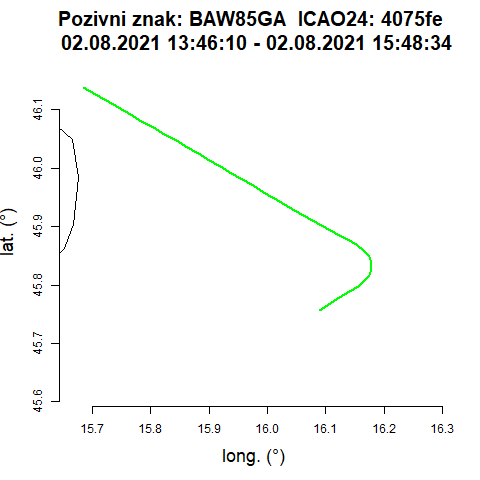 Pozivni znak: BAW85GA  ICAO24: 4075fe
02.08.2021 13:46:10 - 02.08.2021 15:48:34
46.1
46.0
45.9
45.8
45.7
45.6
lat. (°)
15.7 15.8 15.9 16.0 16.1 16.2 16.3
long. (°)